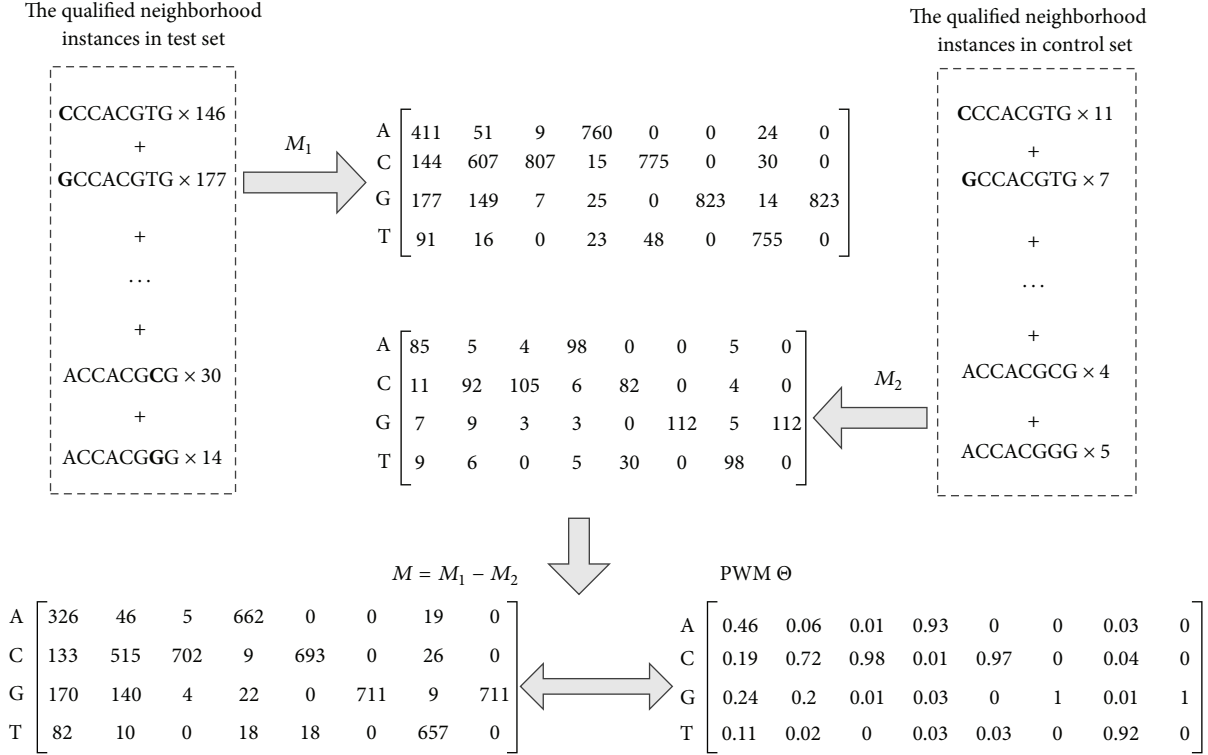 The qualified neighborhood
instances in test set
CCCACGTG × 146
+
GCCACGTG × 177
+
...
+
ACCACGCG × 30
+
ACCACGGG × 14
M1
A 411 51 9 760 0 0 24 0
C 144 607 807 15 775 0 30 0
G 177 149 7 25 0 823 14 823
T 91 16 0 23 48 0 755 0
A 85 5 4 98 0 0 5 0
C 11 92 105 6 82 0 4 0
G 7 9 3 3 0 112 5 112
T 9 6 0 5 30 0 98 0
M2
The qualified neighborhood
instances in control set
CCCACGTG × 11
+
GCCACGTG × 7
+
...
+
ACCACGCG × 4
+
ACCACGGG × 5
M = M1 − M2
A 326 46 5 662 0 0 19 0
C 133 515 702 9 693 0 26 0
G 170 140 4 22 0 711 9 711
T 82 10 0 18 18 0 657 0
PWM Θ
A 0.46 0.06 0.01 0.93 0 0 0.03 0
C 0.19 0.72 0.98 0.01 0.97 0 0.04 0
G 0.24 0.2 0.01 0.03 0 1 0.01 1
T 0.11 0.02 0 0.03 0.03 0 0.92 0